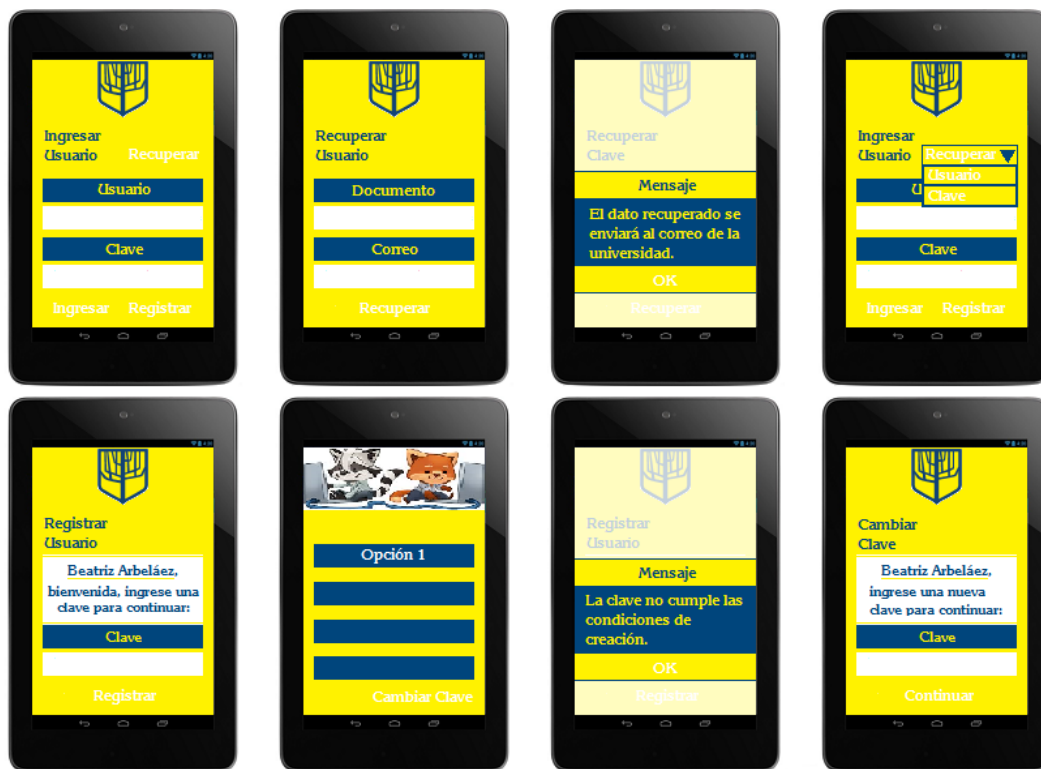 Ingresar
Usuario
Recuperar
Usuario
Clave
Ingresar Registrar
Recuperar
Usuario
Documento
Correo
Recuperar
Recuperar
Clave
Mensaje
El dato recuperado se
enviará al correo de la
universidad.
OK
Recuperar
Ingresar
Usuario
Recuperar
Usuario
Clave
U
Clave
Ingresar Registrar
Registrar
Usuario
Beatriz Arbeláez,
bienvenida, ingrese una
clave para continuar:
Clave
Registrar
Opción 1
Cambiar Clave
Registrar
Usuario
Mensaje
La clave no cumple las
condiciones de
creación.
OK
Registrar
Cambiar
Clave
Beatriz Arbeláez,
ingrese una nueva
clave para continuar:
Clave
Continuar